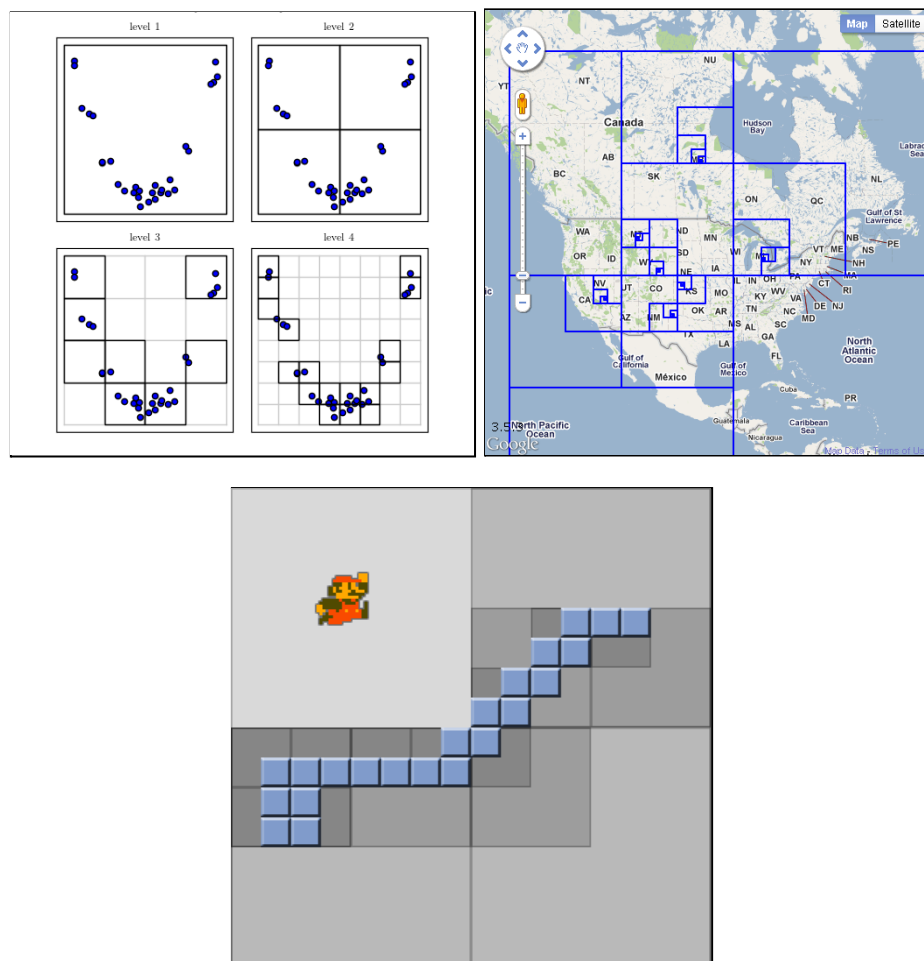 level 1
level 2
level 3
level 4
Map
Satellite
NU
YT
NT
Canada
Hudson
Bay
Labra
Sea
AB
BC
SK
NL
ON
QC
Gulf of St
Lawrence
WA
ND
MN
NB
PE
OR
ID
SD
WI
VT
ME
NS
NY
NH
IA
NE
MA
NV
UT
CO
KS
MO
IL
IN
OH
PA
CT
RI
CA
KY
WV
VA
DE
NJ
AZ
NM
OK
AR
TN
NC
MD
MS
AL
SC
GA
TX
LA
North
Atlantic
Ocean
FL
Gulf of
California
Gulf of
Mexico
México
Cuba
PR
3.5.3
North Pacific
Ocean
Guatemala
Caribbean
Sea
Nicaragua
Google
Map Data - Terms of Us